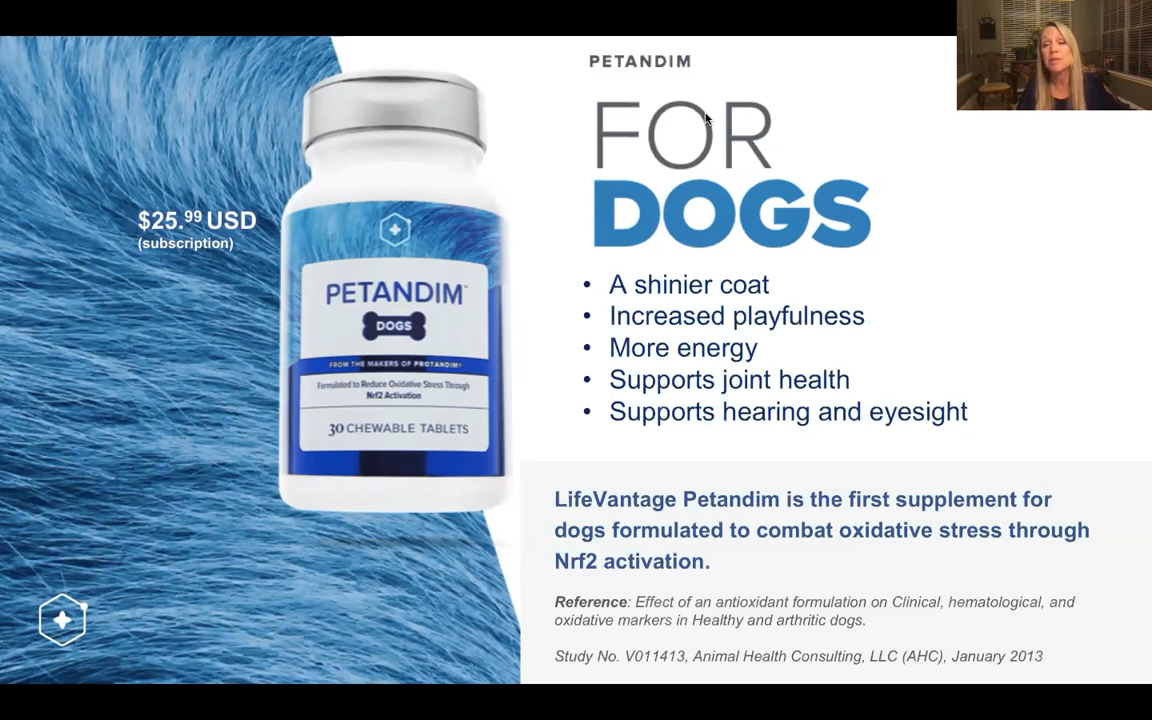 PETANDIM
FOR
DOGS
$25.99 USD
(subscription)
PETANDIM™
DOGS
FROM THE MAKERS OF PROTANDIM®
Formulated to Reduce Oxidative Stress Through
Nrf2 Activation
30 CHEWABLE TABLETS
• A shinier coat
• Increased playfulness
• More energy
• Supports joint health
• Supports hearing and eyesight
LifeVantage Petandim is the first supplement for
dogs formulated to combat oxidative stress through
Nrf2 activation.
Reference: Effect of an antioxidant formulation on Clinical, hematological, and
oxidative markers in Healthy and arthritic dogs.
Study No. V011413, Animal Health Consulting, LLC (AHC), January 2013